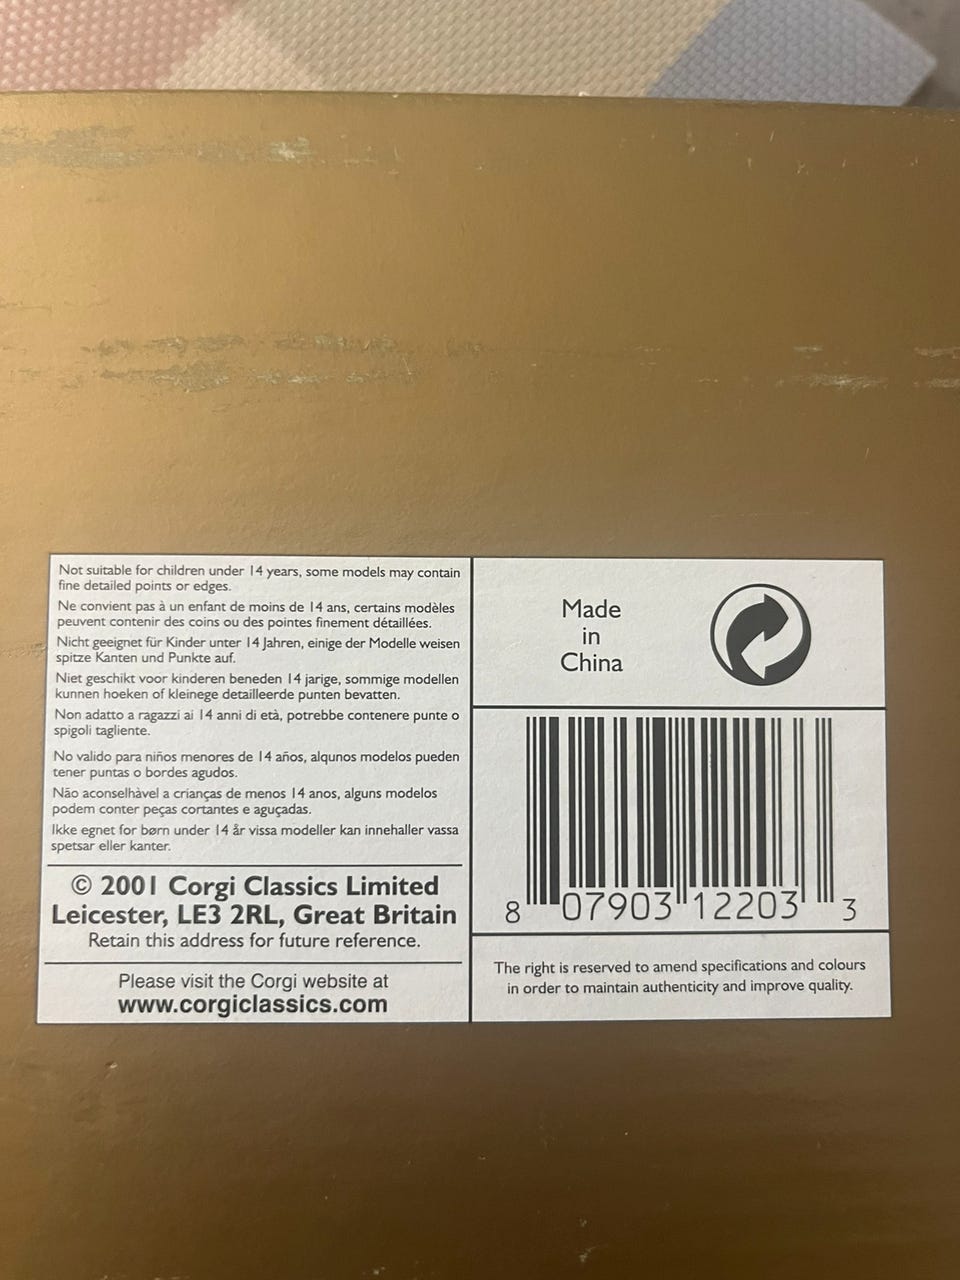 Not suitable for children under 14 years, some models may contain
fine detailed points or edges.
Ne convient pas à un enfant de moins de 14 ans, certains modèles
peuvent contenir des coins ou des pointes finement détaillées.
Nicht geeignet für Kinder unter 14 Jahren, einige der Modelle weisen
spitze Kanten und Punkte auf.
Niet geschikt voor kinderen beneden 14 jarige, sommige modellen
kunnen hoeken of kleinege detailleerde punten bevatten.
Non adatto a ragazzi ai 14 anni di età, potrebbe contenere punte o
spigoli tagliente.
No valido para niños menores de 14 años, alqunos modelos pueden
tener puntas o bordes agudos.
Não aconselhàvel a crianças de menos 14 anos, alguns modelos
podem conter peças cortantes e aguçadas.
Ikke egnet for børn under 14 år vissa modeller kan innehaller vassa
spetsar eller kanter.
© 2001 Corgi Classics Limited
Leicester, LE3 2RL, Great Britain
Retain this address for future reference.
Please visit the Corgi website at
www.corgiclassics.com
Made
in
China
8 07903 12203 3
The right is reserved to amend specifications and colours
in order to maintain authenticity and improve quality.